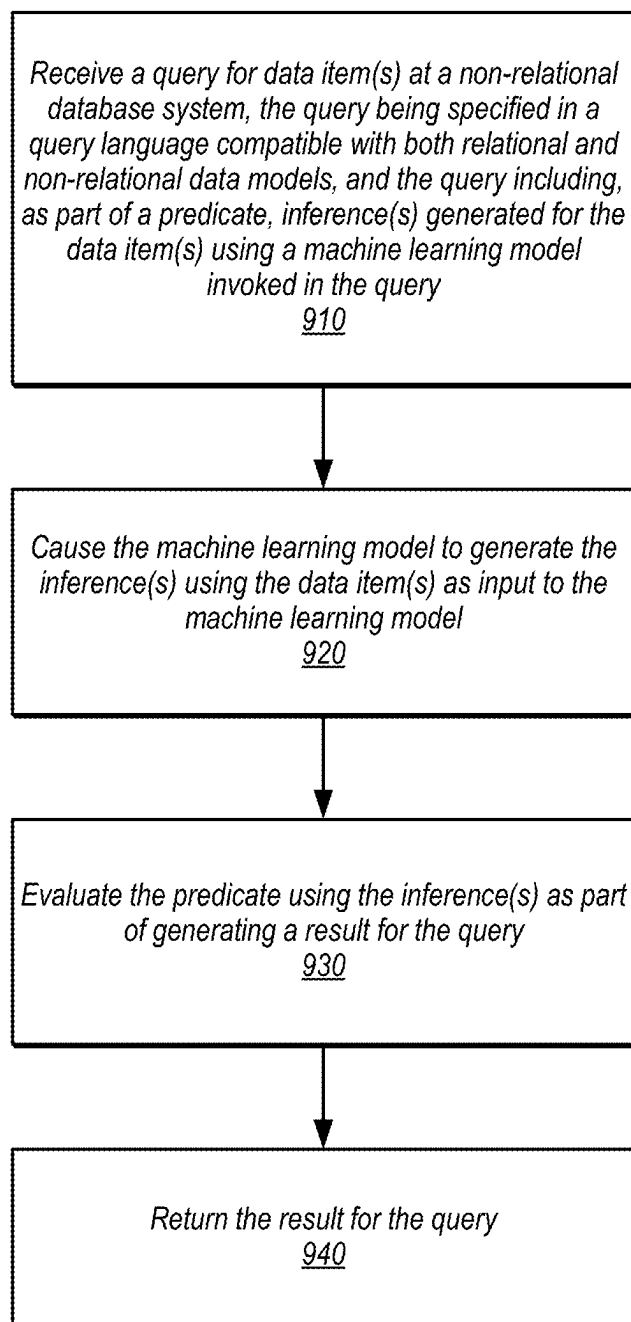 Receive a query for data item(s) at a non-relational
database system, the query being specified in a
query language compatible with both relational and
non-relational data models, and the query including,
as part of a predicate, inference(s) generated for the
data item(s) using a machine learning model
invoked in the query
910
Cause the machine learning model to generate the
inference(s) using the data item(s) as input to the
machine learning model
920
Evaluate the predicate using the inference(s) as part
of generating a result for the query
930
Return the result for the query
940